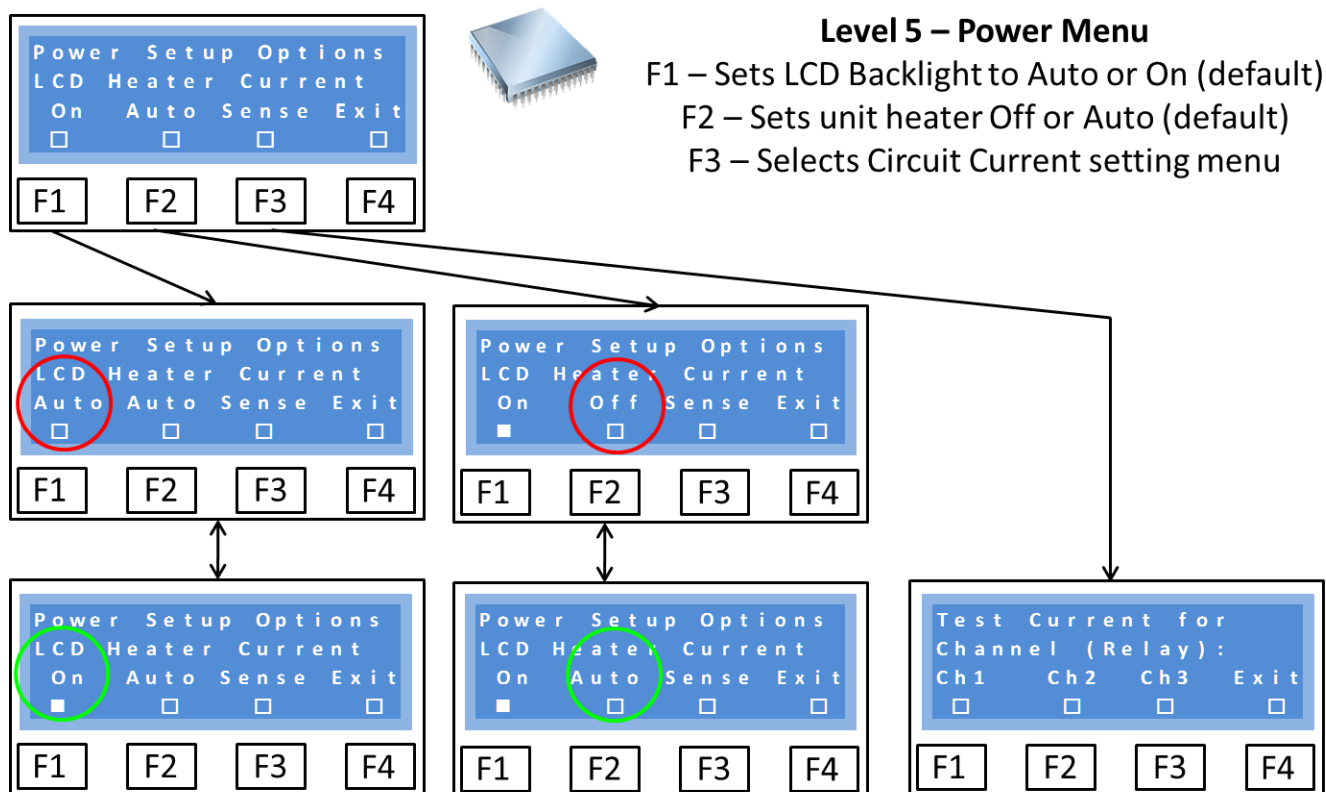 Level 5 – Power Menu
F1 – Sets LCD Backlight to Auto or On (default)
F2 – Sets unit heater Off or Auto (default)
F3 – Selects Circuit Current setting menu
Power Setup Options
LCD Heater Current
On Auto Sense Exit
F1 F2 F3 F4
Power Setup Options
LCD Heater Current
Auto Auto Sense Exit
F1 F2 F3 F4
Power Setup Options
LCD Heater Current
On Off Sense Exit
F1 F2 F3 F4
Power Setup Options
LCD Heater Current
On Auto Sense Exit
F1 F2 F3 F4
Power Setup Options
LCD Heater Current
On Auto Sense Exit
F1 F2 F3 F4
Test Current for
Channel (Relay):
Ch1 Ch2 Ch3 Exit
F1 F2 F3 F4